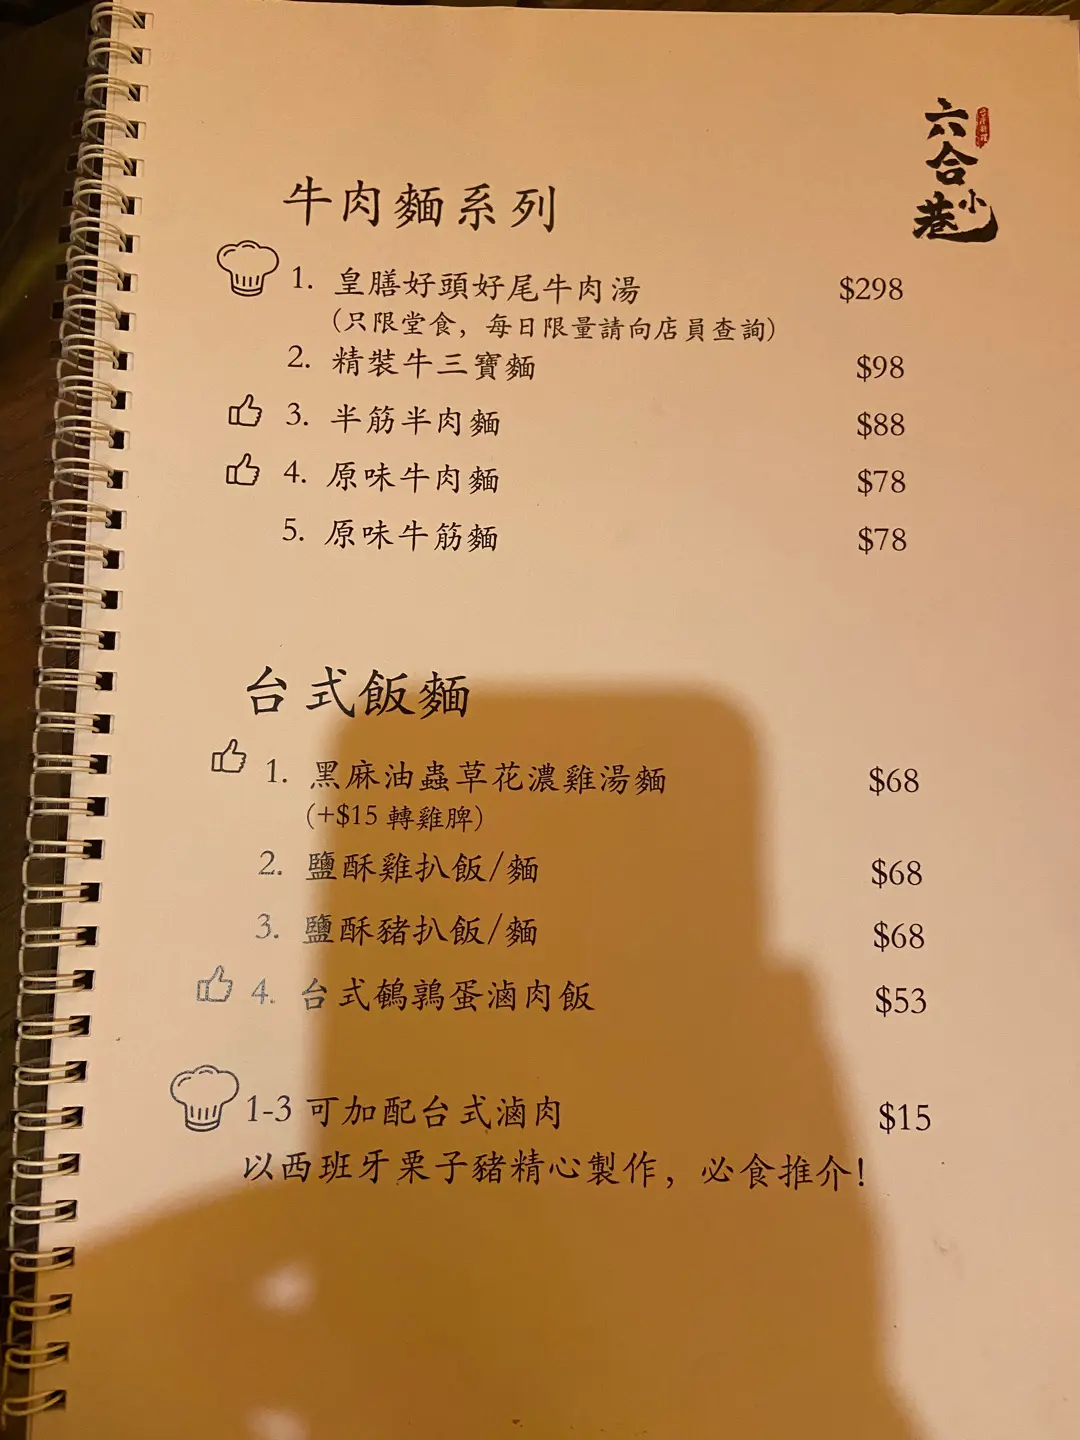 六合小巷
牛肉麵系列
1. 皇膳好頭好尾牛肉湯 $298
(只限堂食，每日限量請向店員查詢)
2. 精裝牛三寶麵 $98
3. 半筋半肉麵 $88
4. 原味牛肉麵 $78
5. 原味牛筋麵 $78
台式飯麵
1. 黑麻油蟲草花濃雞湯麵 $68
(+$15 轉雞脾)
2. 鹽酥雞扒飯/麵 $68
3. 鹽酥豬扒飯/麵 $68
4. 台式鵪鶉蛋滷肉飯 $53
1-3 可加配台式滷肉 $15
以西班牙栗子豬精心製作，必食推介!